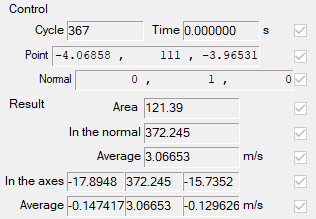 Control
Cycle 367 Time 0.000000 s
Point -4.06858 , 111 , -3.96531
Normal 0 , 1 , 0
Result Area 121.39
In the normal 372.245
Average 3.06653 m/s
In the axes -17.8948 372.245 -15.7352
Average -0.147417 3.06653 -0.129626 m/s